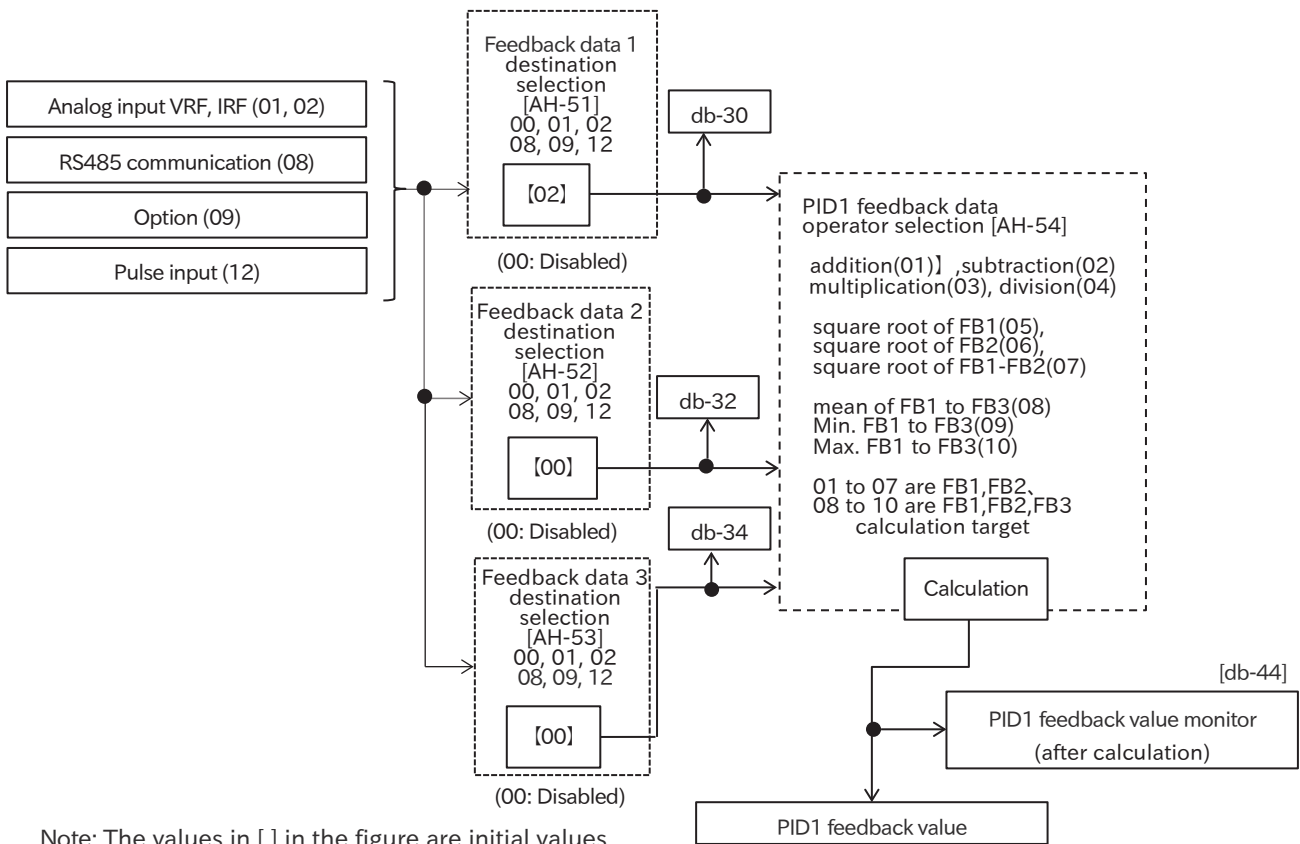 Analog input VRF, IRF (01, 02)
RS485 communication (08)
Option (09)
Pulse input (12)
Feedback data 1
destination
selection
[AH-51]
00, 01, 02
08, 09, 12
【02】
(00: Disabled)
db-30
Feedback data 2
destination
selection
[AH-52]
00, 01, 02
08, 09, 12
【00】
(00: Disabled)
db-32
Feedback data 3
destination
selection
[AH-53]
00, 01, 02
08, 09, 12
【00】
(00: Disabled)
db-34
PID1 feedback data
operator selection [AH-54]
addition(01)】,subtraction(02)
multiplication(03), division(04)
square root of FB1(05),
square root of FB2(06),
square root of FB1-FB2(07)
mean of FB1 to FB3(08)
Min. FB1 to FB3(09)
Max. FB1 to FB3(10)
01 to 07 are FB1,FB2、
08 to 10 are FB1,FB2,FB3
calculation target
Calculation
[db-44]
PID1 feedback value monitor
(after calculation)
PID1 feedback value
Note: The values in [ ] in the figure are initial values